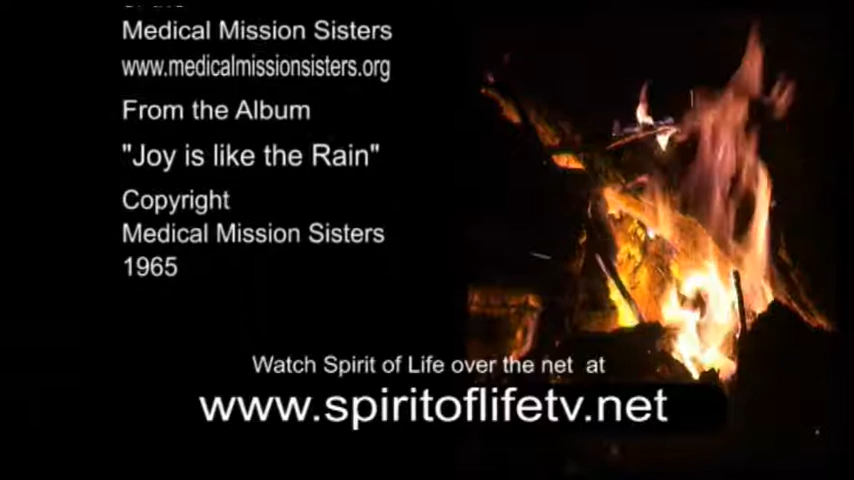 Medical Mission Sisters
www.medicalmissionsisters.org
From the Album
"Joy is like the Rain"
Copyright
Medical Mission Sisters
1965
Watch Spirit of Life over the net at
www.spiritoflifetv.net